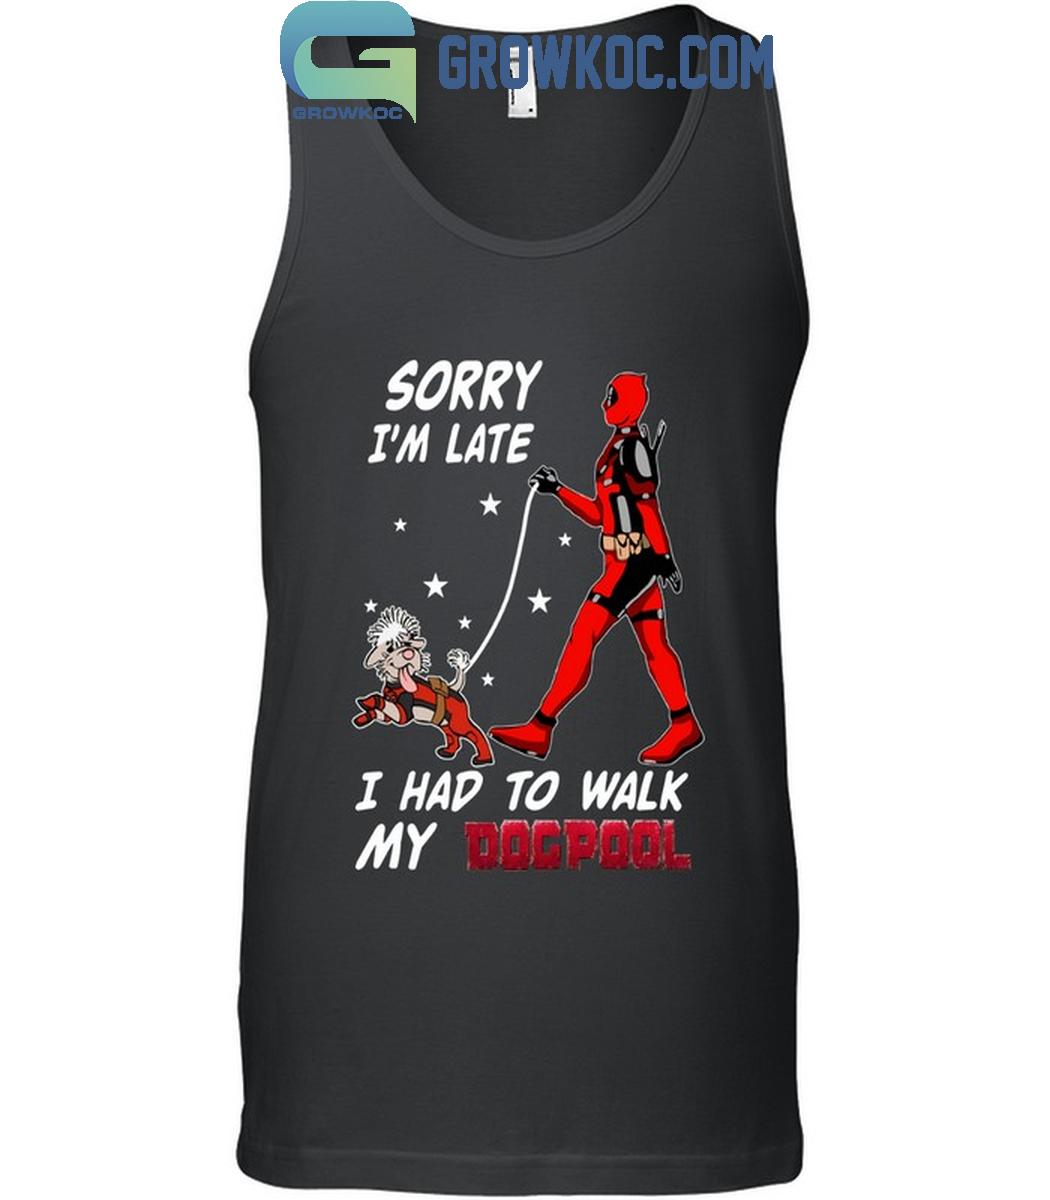 GROWKOC.COM
GROWKOC
SORRY
I'M LATE
I HAD TO WALK
MY DOGPOOL